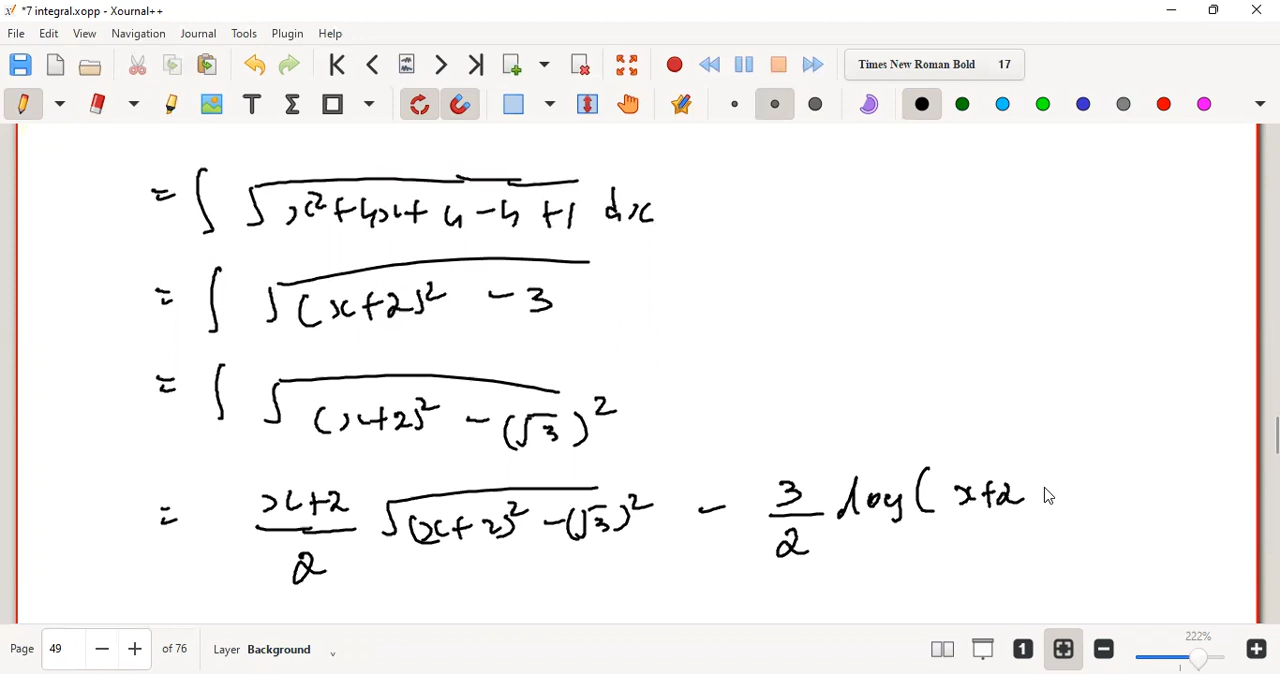 *7 integral.xopp - Xournal++
File Edit View Navigation Journal Tools Plugin Help
Times New Roman Bold 17
= ∫ √(x²+4x+4-4+1) dx
= ∫ √((x+2)² - 3)
= ∫ √((x+2)² - (√3)²)
= (x+2)/2 √((x+2)² - (√3)²) - 3/2 log( x+2
Page 49 of 76 Layer Background 1 222%